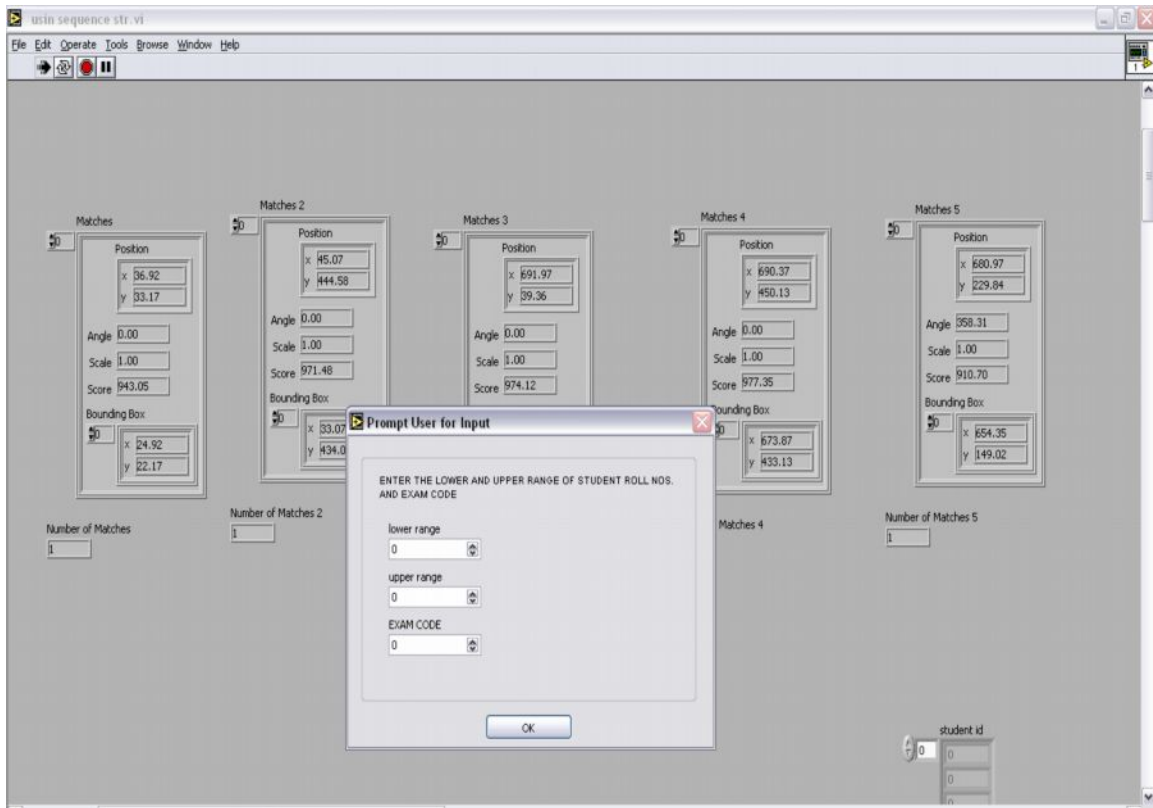 usin sequence str.vi
File Edit Operate Tools Browse Window Help
1
Matches
0
Position
x 36.92
y 33.17
Angle 0.00
Scale 1.00
Score 943.05
Bounding Box
0
x 24.92
y 22.17
Number of Matches
1
Matches 2
0
Position
x 45.07
y 444.58
Angle 0.00
Scale 1.00
Score 971.48
Bounding Box
0
x 33.07
y 434.0
Number of Matches 2
1
Matches 3
0
Position
x 691.97
y 39.36
Angle 0.00
Scale 1.00
Score 974.12
Matches 4
0
Position
x 690.37
y 450.13
Angle 0.00
Scale 1.00
Score 977.35
ounding Box
0
x 673.87
y 433.13
Matches 4
Matches 5
0
Position
x 680.97
y 229.84
Angle 358.31
Scale 1.00
Score 910.70
Bounding Box
0
x 654.35
y 149.02
Number of Matches 5
1
Prompt User for Input
ENTER THE LOWER AND UPPER RANGE OF STUDENT ROLL NOS.
AND EXAM CODE
lower range
0
upper range
0
EXAM CODE
0
OK
student id
0
0
0
0